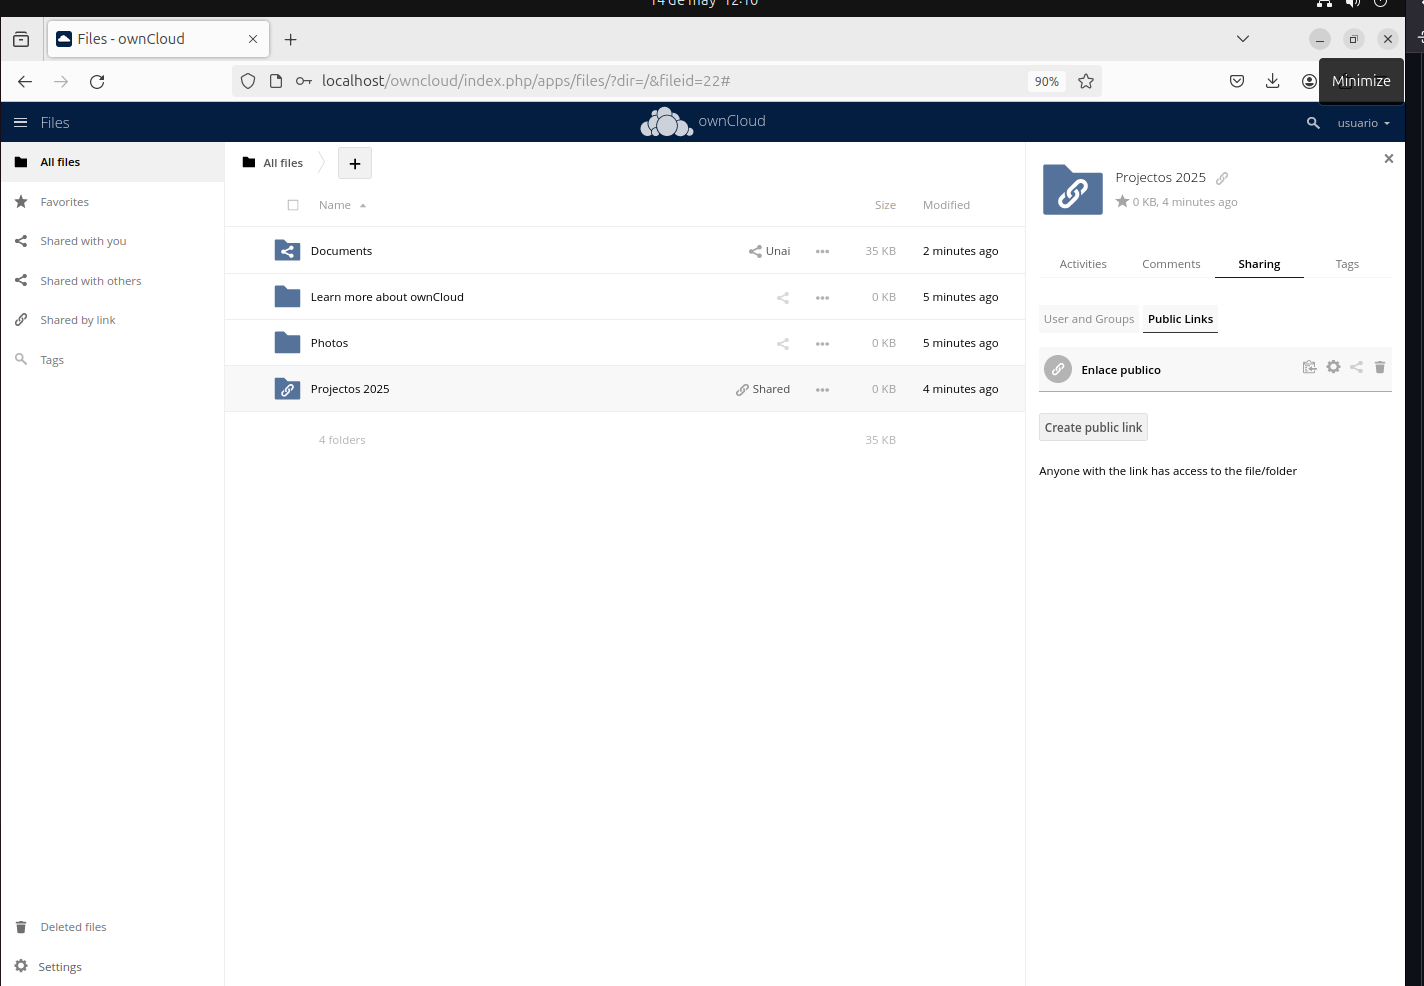 14 de may 12:10
Files - ownCloud
localhost/owncloud/index.php/apps/files/?dir=/&fileid=22#
90%
Minimize
Files
ownCloud
usuario
All files
Favorites
Shared with you
Shared with others
Shared by link
Tags
Deleted files
Settings
All files
+
Name Size Modified
Documents Unai 35 KB 2 minutes ago
Learn more about ownCloud 0 KB 5 minutes ago
Photos 0 KB 5 minutes ago
Projectos 2025 Shared 0 KB 4 minutes ago
4 folders 35 KB
Projectos 2025
0 KB, 4 minutes ago
Activities Comments Sharing Tags
User and Groups Public Links
Enlace publico
Create public link
Anyone with the link has access to the file/folder